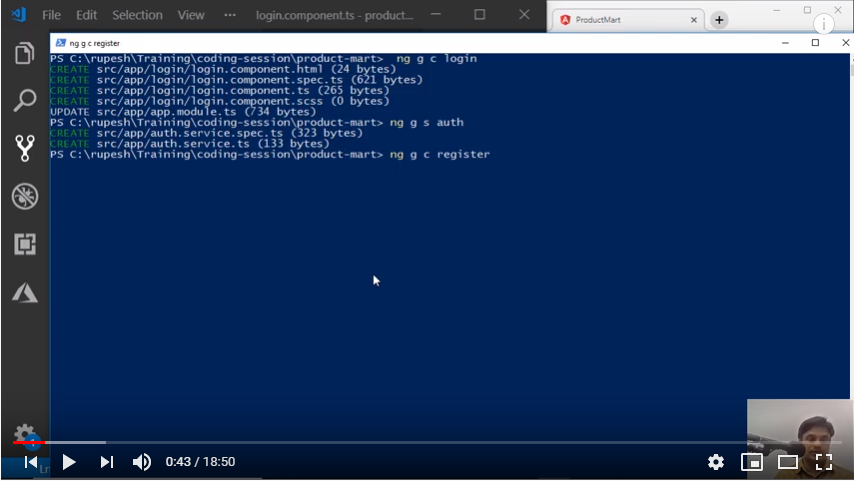 File Edit Selection View ··· login.component.ts - product...
ProductMart
ng g c register
PS C:\rupesh\Training\coding-session\product-mart>  ng g c login
CREATE src/app/login/login.component.html (24 bytes)
CREATE src/app/login/login.component.spec.ts (621 bytes)
CREATE src/app/login/login.component.ts (265 bytes)
CREATE src/app/login/login.component.scss (0 bytes)
UPDATE src/app/app.module.ts (734 bytes)
PS C:\rupesh\Training\coding-session\product-mart> ng g s auth
CREATE src/app/auth.service.spec.ts (323 bytes)
CREATE src/app/auth.service.ts (133 bytes)
PS C:\rupesh\Training\coding-session\product-mart> ng g c register
0:43 / 18:50